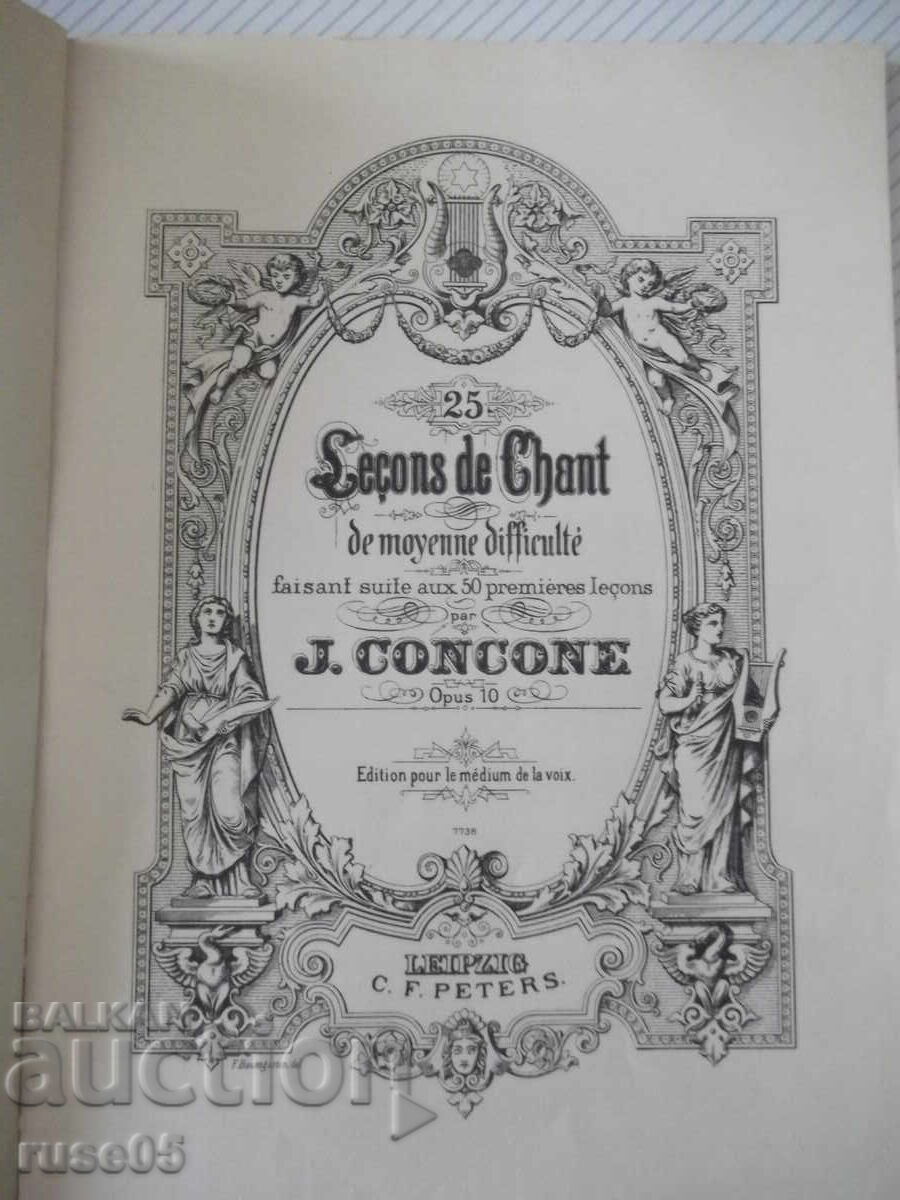 25
Leçons de Chant
de moyenne difficulté
faisant suite aux 50 premières leçons
par
J. CONCONE
Opus 10
Edition pour le médium de la voix.
7738
LEIPZIG
C. F. PETERS.
BALKAN
auction
ruse05